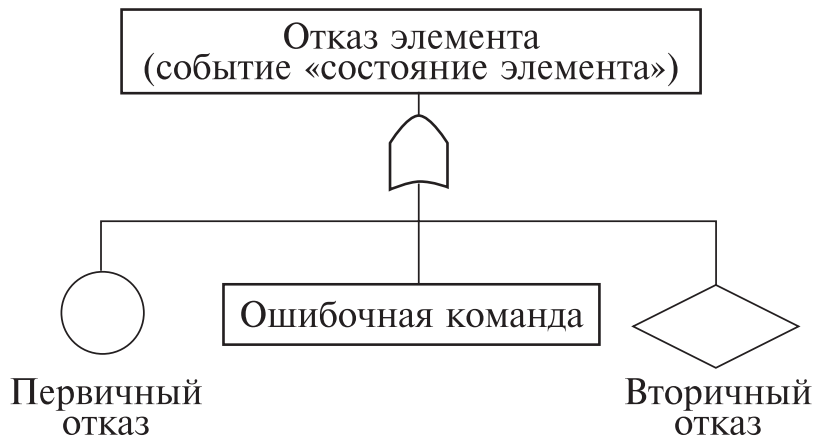 Отказ элемента
(событие «состояние элемента»)
Ошибочная команда
Первичный
отказ
Вторичный
отказ